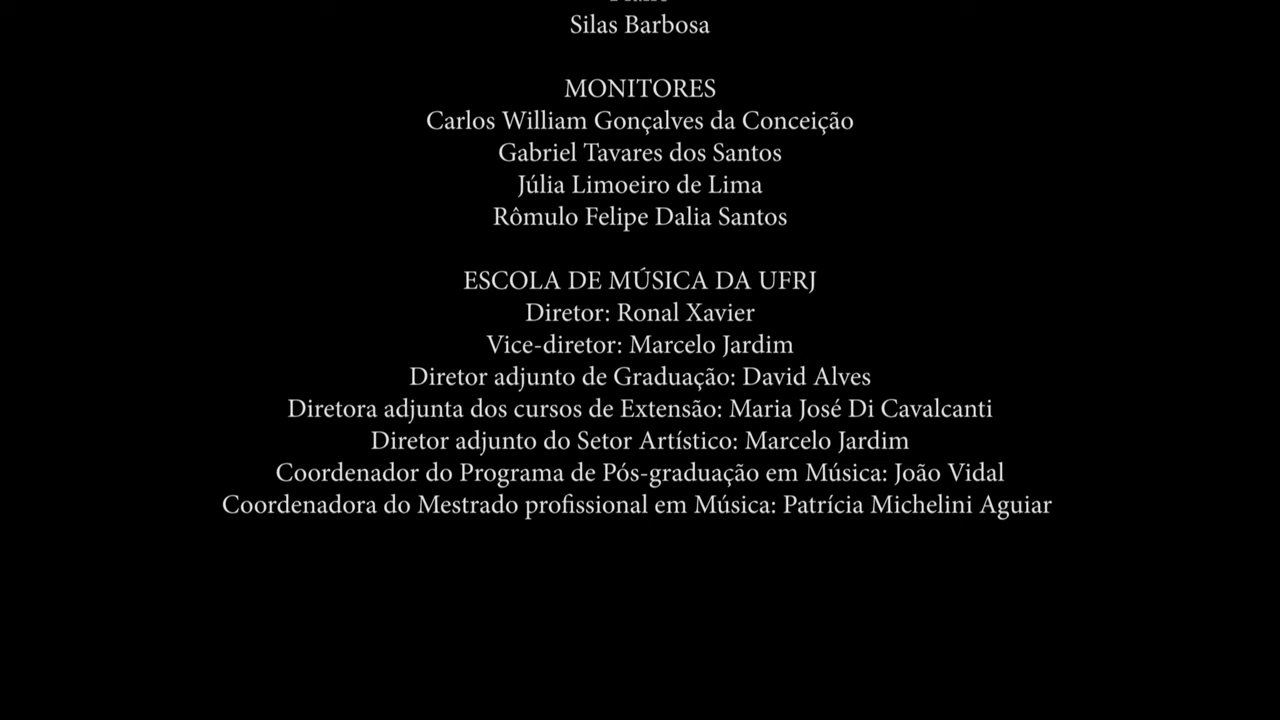 Silas Barbosa
MONITORES
Carlos William Gonçalves da Conceição
Gabriel Tavares dos Santos
Júlia Limoeiro de Lima
Rômulo Felipe Dalia Santos
ESCOLA DE MÚSICA DA UFRJ
Diretor: Ronal Xavier
Vice-diretor: Marcelo Jardim
Diretor adjunto de Graduação: David Alves
Diretora adjunta dos cursos de Extensão: Maria José Di Cavalcanti
Diretor adjunto do Setor Artístico: Marcelo Jardim
Coordenador do Programa de Pós-graduação em Música: João Vidal
Coordenadora do Mestrado profissional em Música: Patrícia Michelini Aguiar